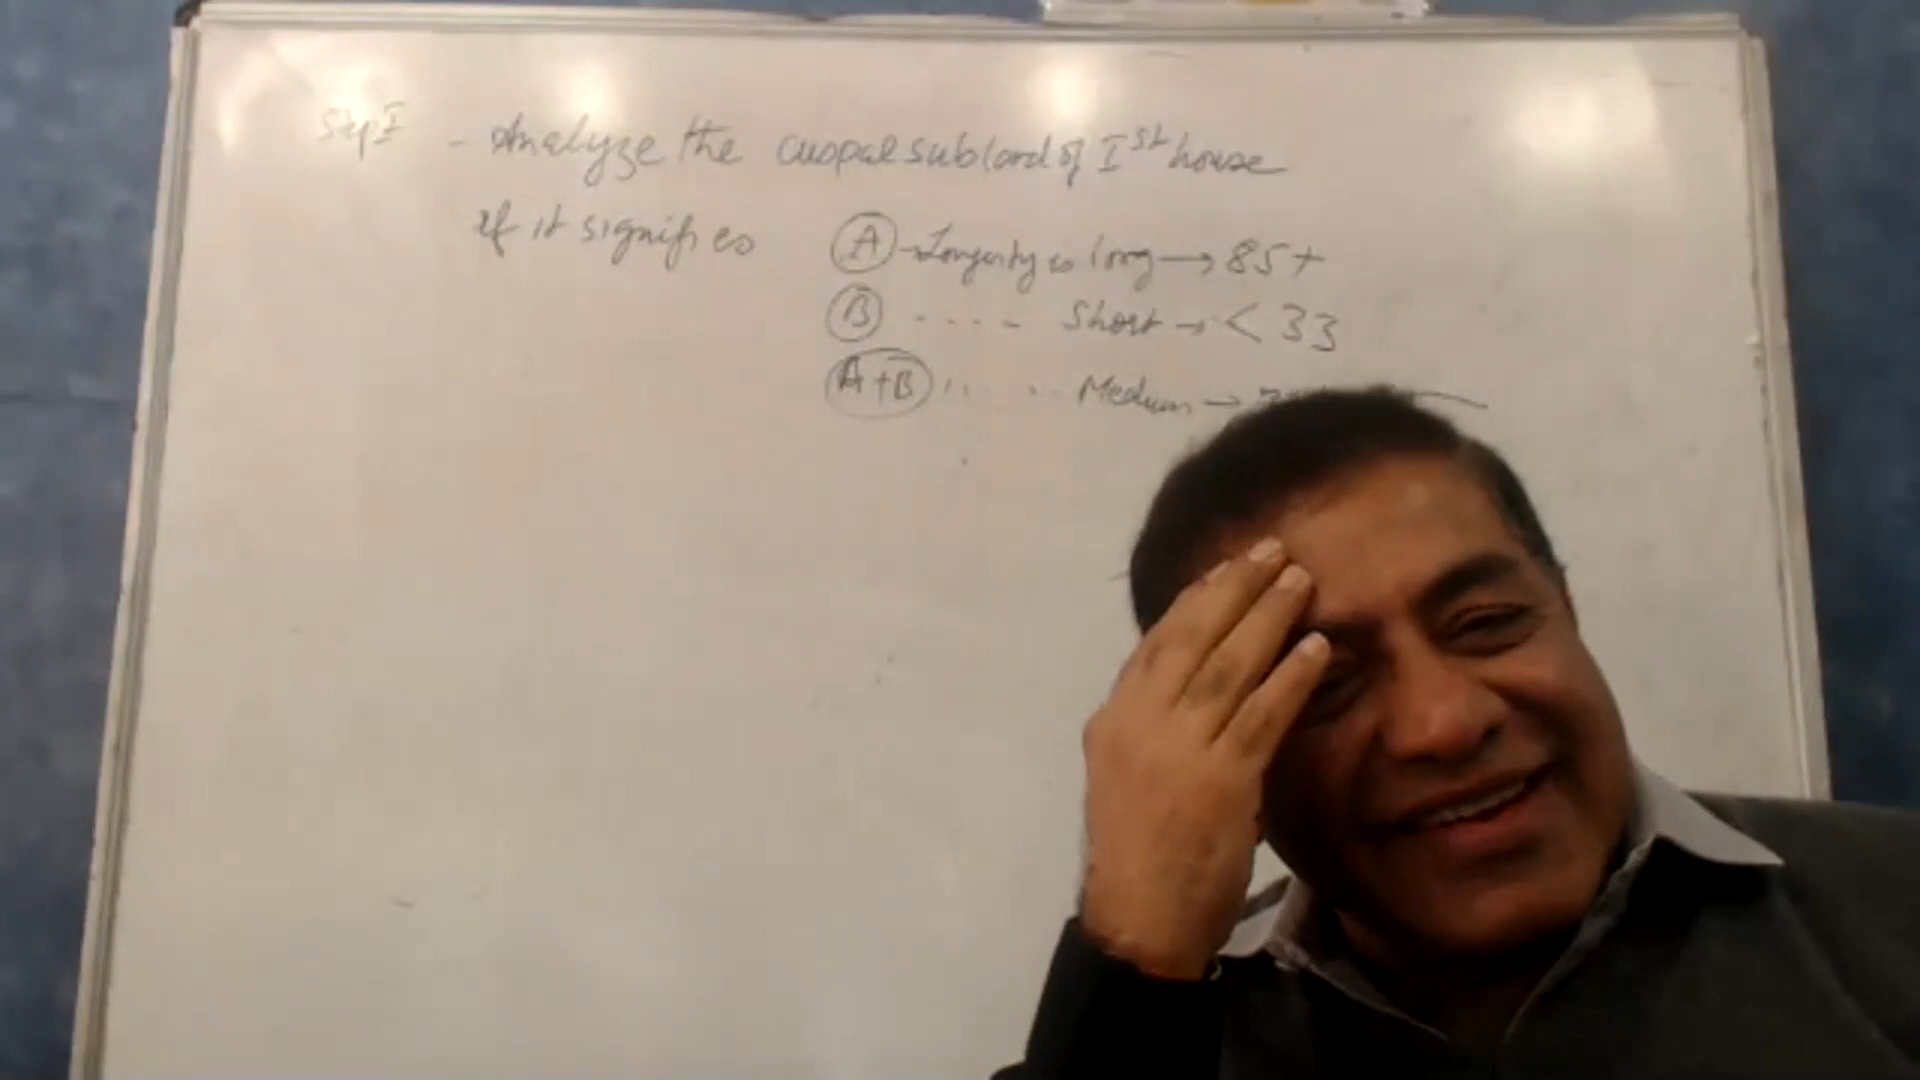 Step I - Analyze the cuspal sublord of Ist house
if it signifies (A) - Longevity is long → 85+
(B) - - - - Short → < 33
(A+B) .. .. Medium →